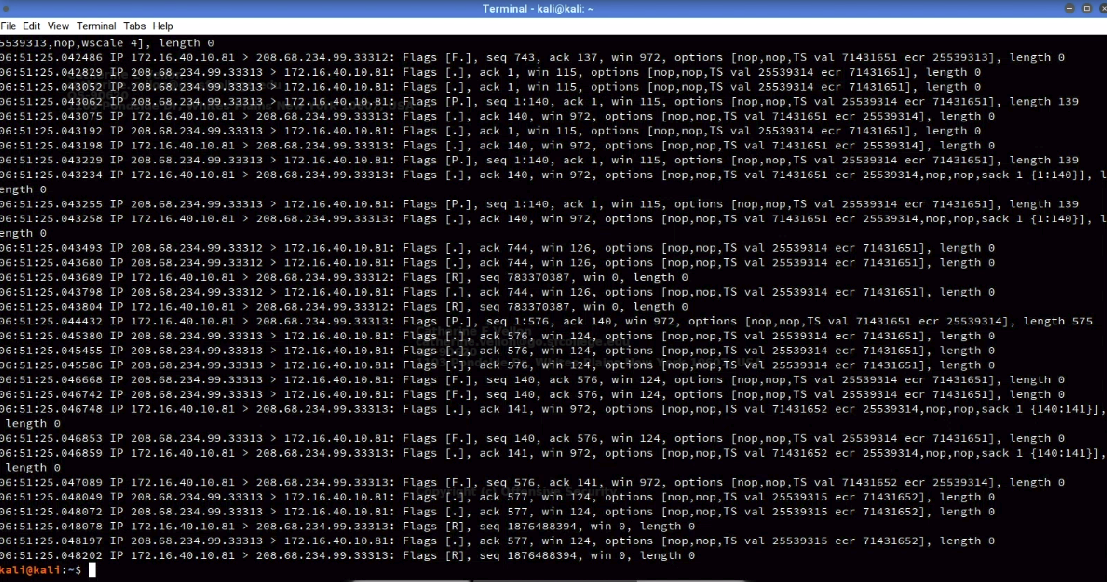 Terminal - kali@kali: ~
File Edit View Terminal Tabs Help
5539313,nop,wscale 4], length 0
06:51:25.042486 IP 172.16.40.10.81 > 208.68.234.99.33312: Flags [F.], seq 743, ack 137, win 972, options [nop,nop,TS val 71431651 ecr 25539313], length 0
06:51:25.042829 IP 208.68.234.99.33313 > 172.16.40.10.81: Flags [.], ack 1, win 115, options [nop,nop,TS val 25539314 ecr 71431651], length 0
06:51:25.043052 IP 208.68.234.99.33313 > 172.16.40.10.81: Flags [.], ack 1, win 115, options [nop,nop,TS val 25539314 ecr 71431651], length 0
06:51:25.043062 IP 208.68.234.99.33313 > 172.16.40.10.81: Flags [P.], seq 1:140, ack 1, win 115, options [nop,nop,TS val 25539314 ecr 71431651], length 139
06:51:25.043075 IP 172.16.40.10.81 > 208.68.234.99.33313: Flags [.], ack 140, win 972, options [nop,nop,TS val 71431651 ecr 25539314], length 0
06:51:25.043192 IP 208.68.234.99.33313 > 172.16.40.10.81: Flags [.], ack 1, win 115, options [nop,nop,TS val 25539314 ecr 71431651], length 0
06:51:25.043198 IP 172.16.40.10.81 > 208.68.234.99.33313: Flags [.], ack 140, win 972, options [nop,nop,TS val 71431651 ecr 25539314], length 0
06:51:25.043229 IP 208.68.234.99.33313 > 172.16.40.10.81: Flags [P.], seq 1:140, ack 1, win 115, options [nop,nop,TS val 25539314 ecr 71431651], length 139
06:51:25.043234 IP 172.16.40.10.81 > 208.68.234.99.33313: Flags [.], ack 140, win 972, options [nop,nop,TS val 71431651 ecr 25539314,nop,nop,sack 1 {1:140}], l
ength 0
06:51:25.043255 IP 208.68.234.99.33313 > 172.16.40.10.81: Flags [P.], seq 1:140, ack 1, win 115, options [nop,nop,TS val 25539314 ecr 71431651], length 139
06:51:25.043258 IP 172.16.40.10.81 > 208.68.234.99.33313: Flags [.], ack 140, win 972, options [nop,nop,TS val 71431651 ecr 25539314,nop,nop,sack 1 {1:140}], l
ength 0
06:51:25.043493 IP 208.68.234.99.33312 > 172.16.40.10.81: Flags [.], ack 744, win 126, options [nop,nop,TS val 25539314 ecr 71431651], length 0
06:51:25.043680 IP 208.68.234.99.33312 > 172.16.40.10.81: Flags [.], ack 744, win 126, options [nop,nop,TS val 25539314 ecr 71431651], length 0
06:51:25.043689 IP 172.16.40.10.81 > 208.68.234.99.33312: Flags [R], seq 783370387, win 0, length 0
06:51:25.043798 IP 208.68.234.99.33312 > 172.16.40.10.81: Flags [.], ack 744, win 126, options [nop,nop,TS val 25539314 ecr 71431651], length 0
06:51:25.043804 IP 172.16.40.10.81 > 208.68.234.99.33312: Flags [R], seq 783370387, win 0, length 0
06:51:25.044432 IP 172.16.40.10.81 > 208.68.234.99.33313: Flags [P.], seq 1:576, ack 140, win 972, options [nop,nop,TS val 71431651 ecr 25539314], length 575
06:51:25.045380 IP 208.68.234.99.33313 > 172.16.40.10.81: Flags [.], ack 576, win 124, options [nop,nop,TS val 25539314 ecr 71431651], length 0
06:51:25.045455 IP 208.68.234.99.33313 > 172.16.40.10.81: Flags [.], ack 576, win 124, options [nop,nop,TS val 25539314 ecr 71431651], length 0
06:51:25.045586 IP 208.68.234.99.33313 > 172.16.40.10.81: Flags [.], ack 576, win 124, options [nop,nop,TS val 25539314 ecr 71431651], length 0
06:51:25.046668 IP 208.68.234.99.33313 > 172.16.40.10.81: Flags [F.], seq 140, ack 576, win 124, options [nop,nop,TS val 25539314 ecr 71431651], length 0
06:51:25.046742 IP 208.68.234.99.33313 > 172.16.40.10.81: Flags [F.], seq 140, ack 576, win 124, options [nop,nop,TS val 25539314 ecr 71431651], length 0
06:51:25.046748 IP 172.16.40.10.81 > 208.68.234.99.33313: Flags [.], ack 141, win 972, options [nop,nop,TS val 71431652 ecr 25539314,nop,nop,sack 1 {140:141}],
length 0
06:51:25.046853 IP 208.68.234.99.33313 > 172.16.40.10.81: Flags [F.], seq 140, ack 576, win 124, options [nop,nop,TS val 25539314 ecr 71431651], length 0
06:51:25.046859 IP 172.16.40.10.81 > 208.68.234.99.33313: Flags [.], ack 141, win 972, options [nop,nop,TS val 71431652 ecr 25539314,nop,nop,sack 1 {140:141}],
length 0
06:51:25.047089 IP 172.16.40.10.81 > 208.68.234.99.33313: Flags [F.], seq 576, ack 141, win 972, options [nop,nop,TS val 71431652 ecr 25539314], length 0
06:51:25.048049 IP 208.68.234.99.33313 > 172.16.40.10.81: Flags [.], ack 577, win 124, options [nop,nop,TS val 25539315 ecr 71431652], length 0
06:51:25.048072 IP 208.68.234.99.33313 > 172.16.40.10.81: Flags [.], ack 577, win 124, options [nop,nop,TS val 25539315 ecr 71431652], length 0
06:51:25.048078 IP 172.16.40.10.81 > 208.68.234.99.33313: Flags [R], seq 1876488394, win 0, length 0
06:51:25.048197 IP 208.68.234.99.33313 > 172.16.40.10.81: Flags [.], ack 577, win 124, options [nop,nop,TS val 25539315 ecr 71431652], length 0
06:51:25.048202 IP 172.16.40.10.81 > 208.68.234.99.33313: Flags [R], seq 1876488394, win 0, length 0
kali@kali:~$